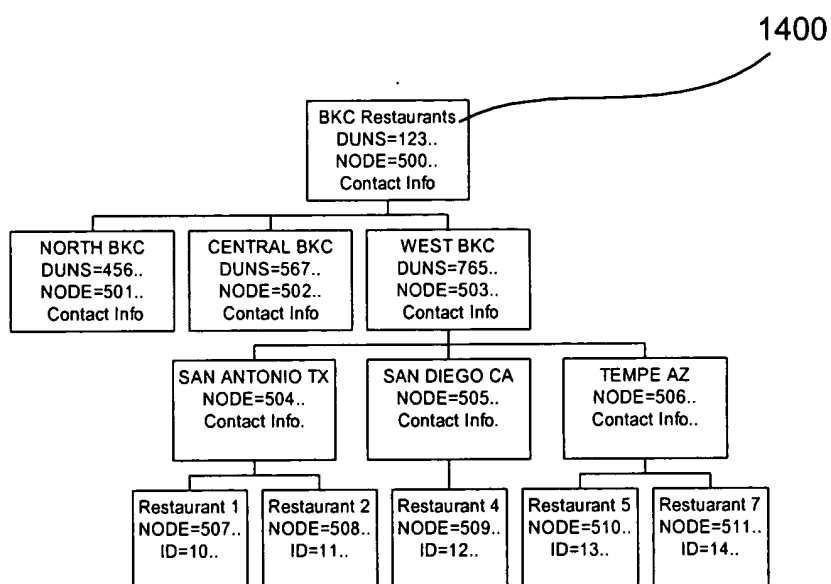 1400
BKC Restaurants
DUNS=123..
NODE=500..
Contact Info
NORTH BKC
DUNS=456..
NODE=501..
Contact Info
CENTRAL BKC
DUNS=567..
NODE=502..
Contact Info
WEST BKC
DUNS=765..
NODE=503..
Contact Info
SAN ANTONIO TX
NODE=504..
Contact Info.
SAN DIEGO CA
NODE=505..
Contact Info.
TEMPE AZ
NODE=506..
Contact Info..
Restaurant 1
NODE=507..
ID=10..
Restaurant 2
NODE=508..
ID=11..
Restaurant 4
NODE=509..
ID=12..
Restaurant 5
NODE=510..
ID=13..
Restuarant 7
NODE=511..
ID=14..